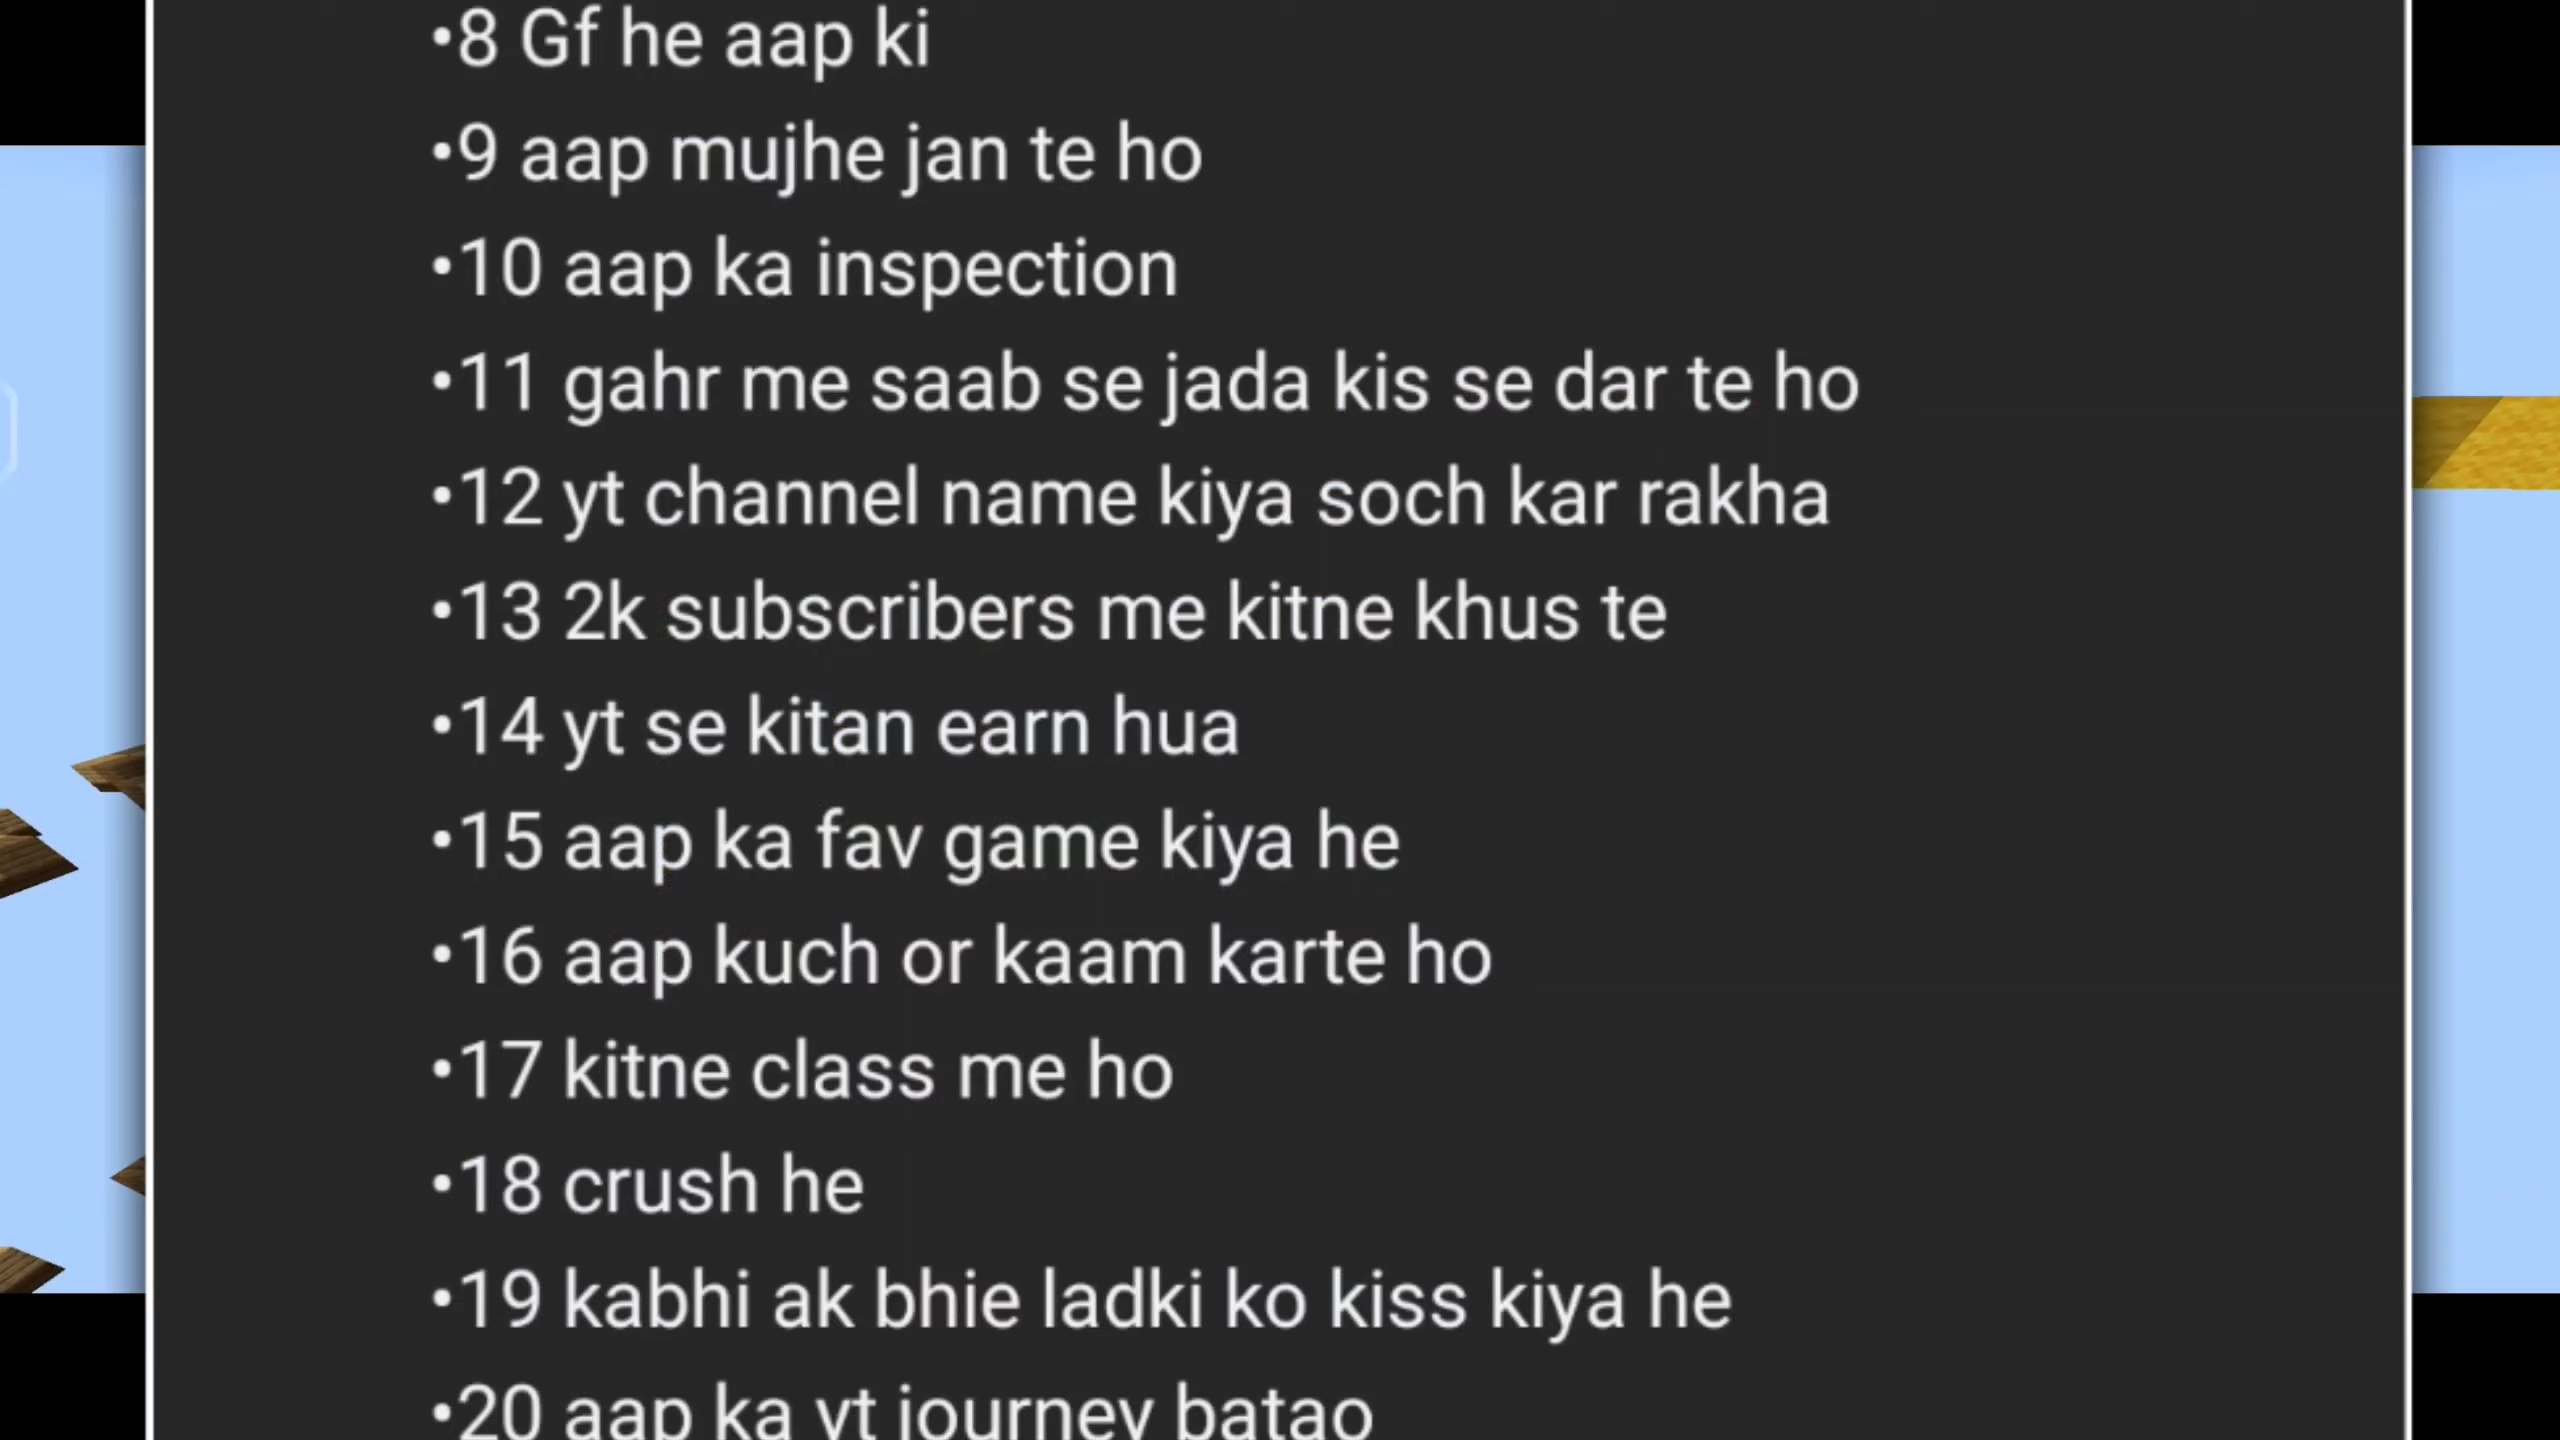 •8 Gf he aap ki
•9 aap mujhe jan te ho
•10 aap ka inspection
•11 gahr me saab se jada kis se dar te ho
•12 yt channel name kiya soch kar rakha
•13 2k subscribers me kitne khus te
•14 yt se kitan earn hua
•15 aap ka fav game kiya he
•16 aap kuch or kaam karte ho
•17 kitne class me ho
•18 crush he
•19 kabhi ak bhie ladki ko kiss kiya he
•20 aap ka yt journey batao